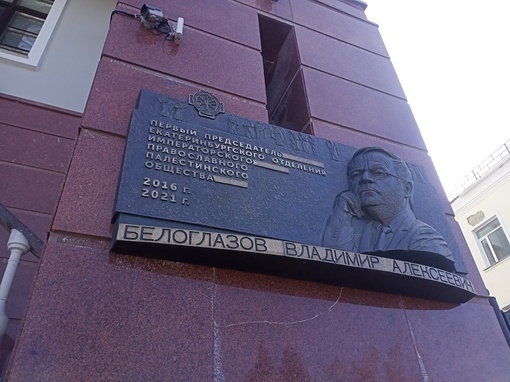 ПЕРВЫЙ ПРЕДСЕДАТЕЛЬ
ЕКАТЕРИНБУРГСКОГО ОТДЕЛЕНИЯ
ИМПЕРАТОРСКОГО
ПРАВОСЛАВНОГО
ПАЛЕСТИНСКОГО
ОБЩЕСТВА
2016 г.
2021 г.
БЕЛОГЛАЗОВ ВЛАДИМИР АЛЕКСЕЕВИЧ